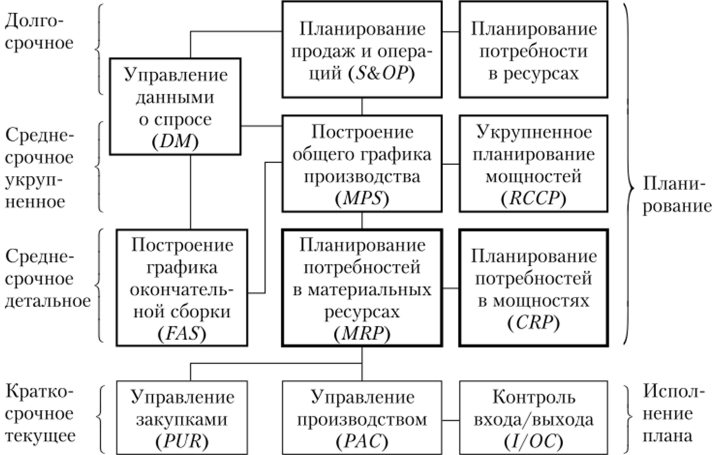 Долго-
срочное
Планирование
продаж и опера-
ций (S&OP)
Планирование
потребности
в ресурсах
Управление
данными
о спросе
(DM)
Средне-
срочное
укруп-
ненное
Построение
общего графика
производства
(MPS)
Укрупненное
планирование
мощностей
(RCCP)
Плани-
рование
Средне-
срочное
детальное
Построение
графика
окончатель-
ной сборки
(FAS)
Планирование
потребностей
в материальных
ресурсах
(MRP)
Планирование
потребностей
в мощностях
(CRP)
Кратко-
срочное
текущее
Управление
закупками
(PUR)
Управление
производством
(PAC)
Контроль
входа/выхода
(I/OC)
Испол-
нение
плана